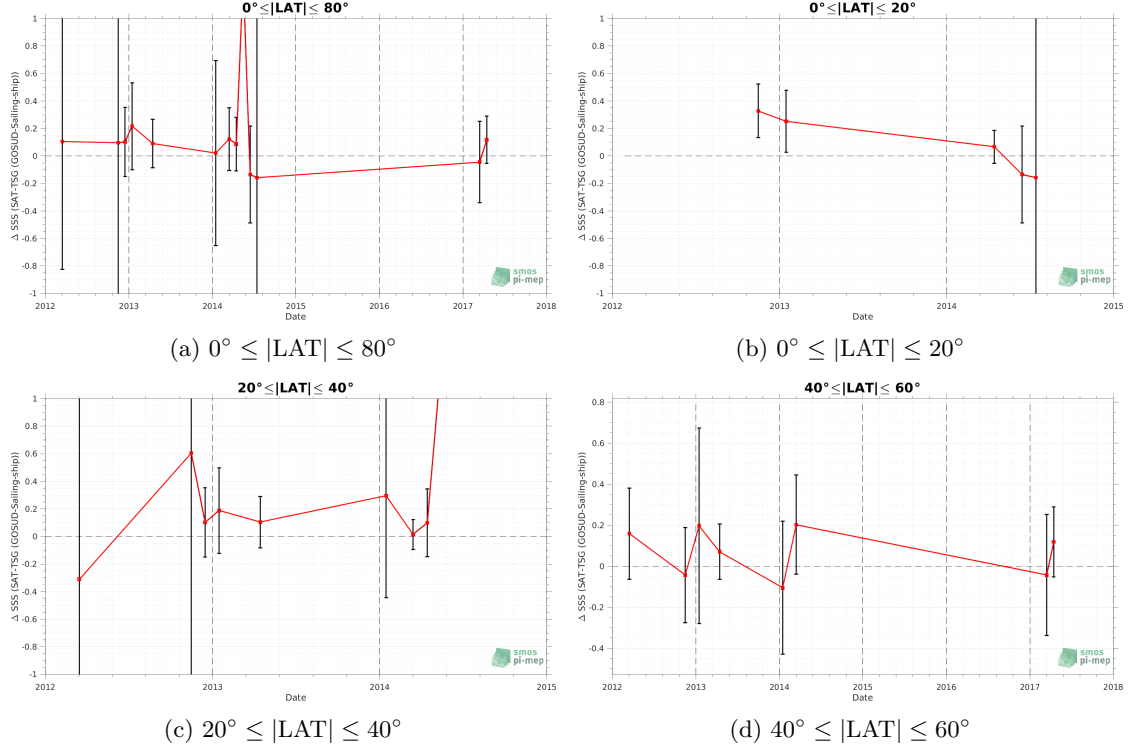 0°≤|LAT|≤ 80°
Δ SSS (SAT-TSG (GOSUD-Sailing-ship))
1
0.8
0.6
0.4
0.2
0
-0.2
-0.4
-0.6
-0.8
-1
2012 2013 2014 2015 2016 2017 2018
Date
smos
pi-mep
(a) 0° ≤ |LAT| ≤ 80°
0°≤|LAT|≤ 20°
Δ SSS (SAT-TSG (GOSUD-Sailing-ship))
1
0.8
0.6
0.4
0.2
0
-0.2
-0.4
-0.6
-0.8
-1
2012 2013 2014 2015
Date
smos
pi-mep
(b) 0° ≤ |LAT| ≤ 20°
20°≤|LAT|≤ 40°
Δ SSS (SAT-TSG (GOSUD-Sailing-ship))
1
0.8
0.6
0.4
0.2
0
-0.2
-0.4
-0.6
-0.8
-1
2012 2013 2014 2015
Date
smos
pi-mep
(c) 20° ≤ |LAT| ≤ 40°
40°≤|LAT|≤ 60°
Δ SSS (SAT-TSG (GOSUD-Sailing-ship))
0.8
0.6
0.4
0.2
0
-0.2
-0.4
2012 2013 2014 2015 2016 2017 2018
Date
smos
pi-mep
(d) 40° ≤ |LAT| ≤ 60°